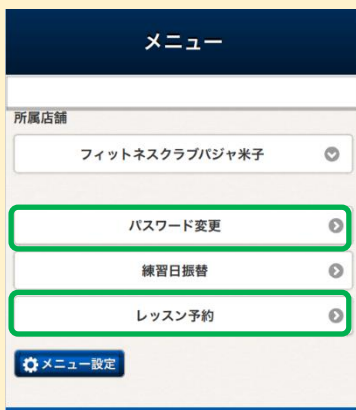 メニュー
所属店舗
フィットネスクラブパジャ米子
パスワード変更
練習日振替
レッスン予約
メニュー設定